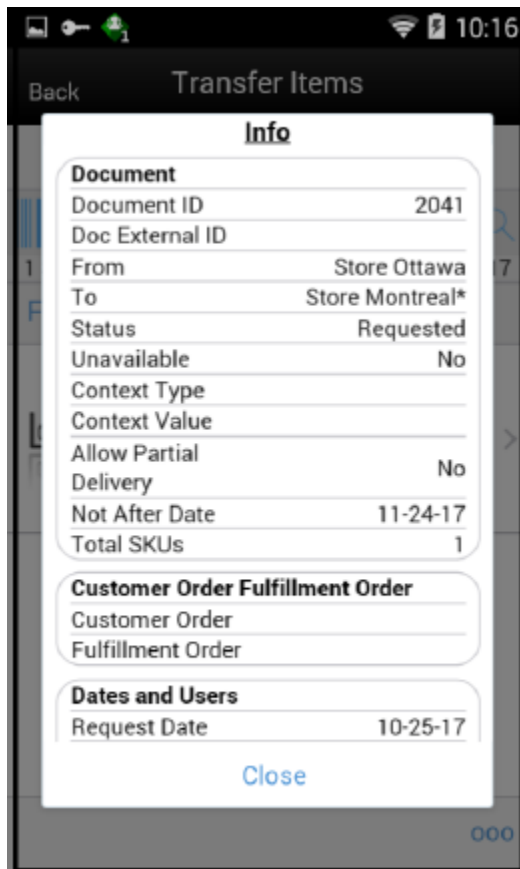 1 10:16
Back Transfer Items
Info
Document
Document ID 2041
Doc External ID
From Store Ottawa
To Store Montreal*
Status Requested
Unavailable No
Context Type
Context Value
Allow Partial
Delivery No
Not After Date 11-24-17
Total SKUs 1
Customer Order Fulfillment Order
Customer Order
Fulfillment Order
Dates and Users
Request Date 10-25-17
Close